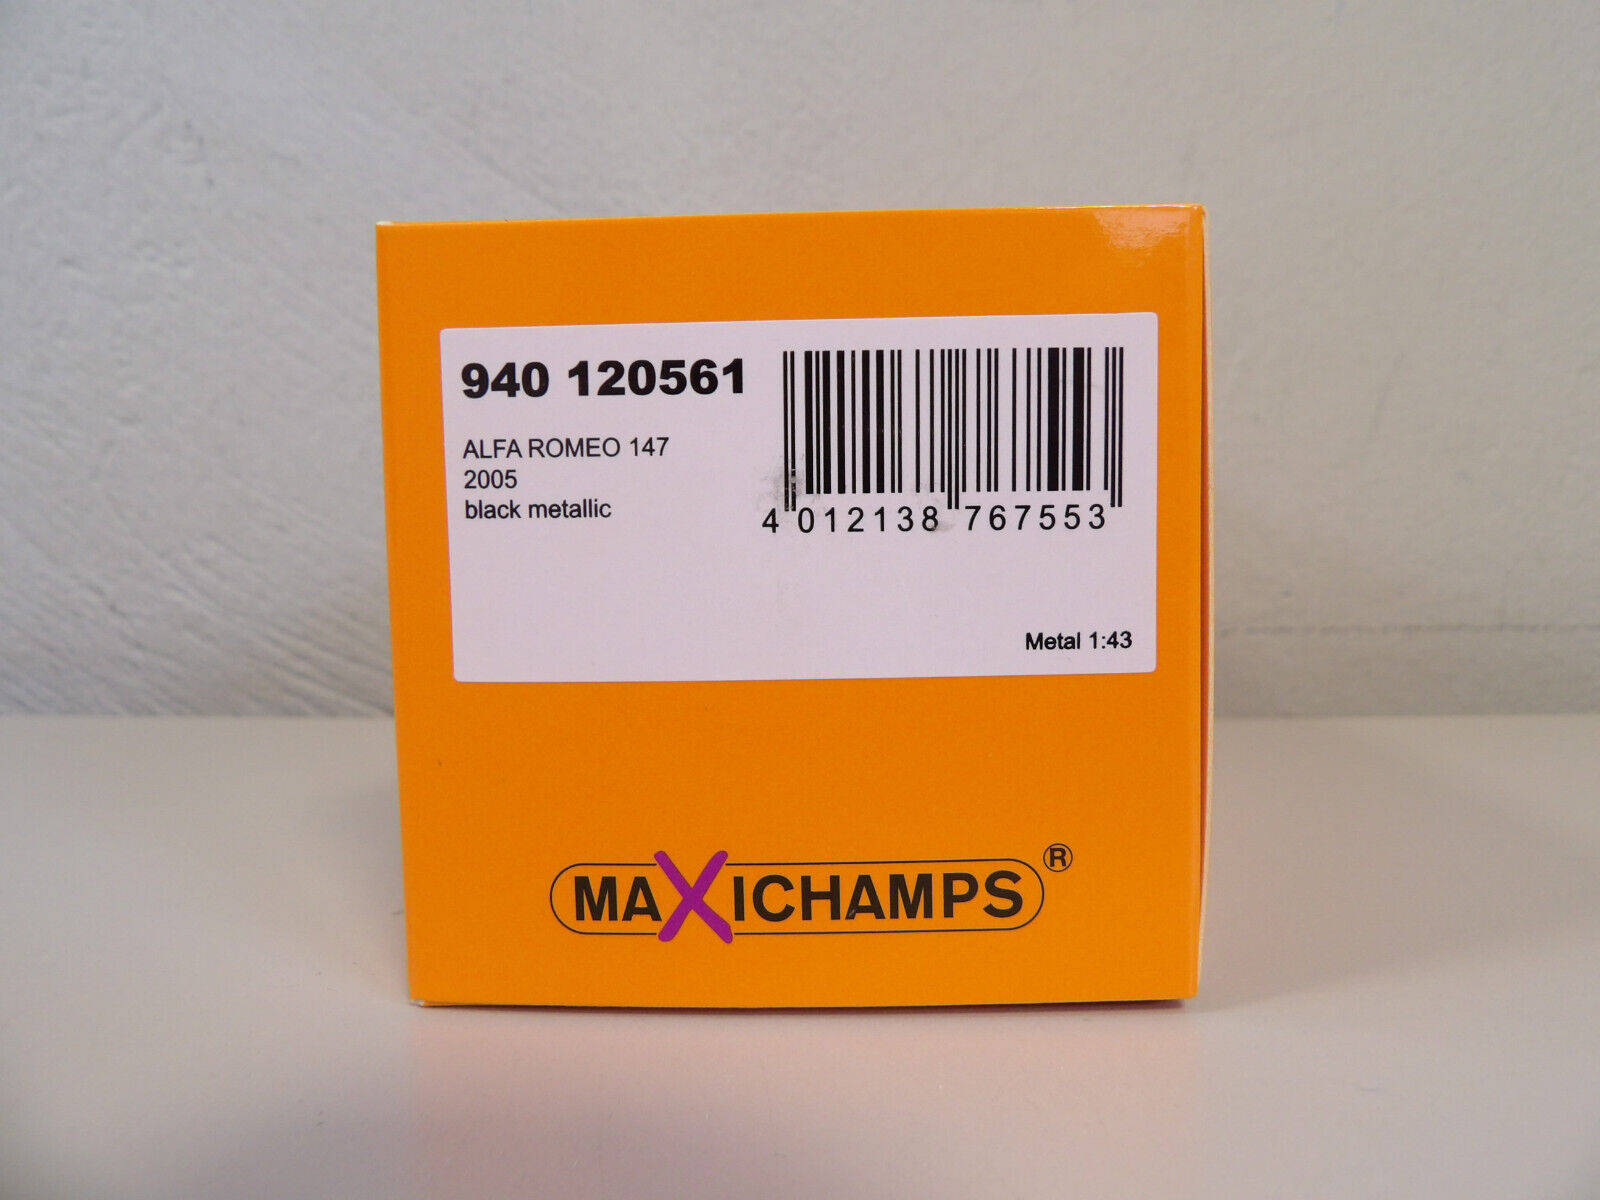 940 120561
ALFA ROMEO 147
2005
black metallic
4 012138 767553
Metal 1:43
MAXICHAMPS®